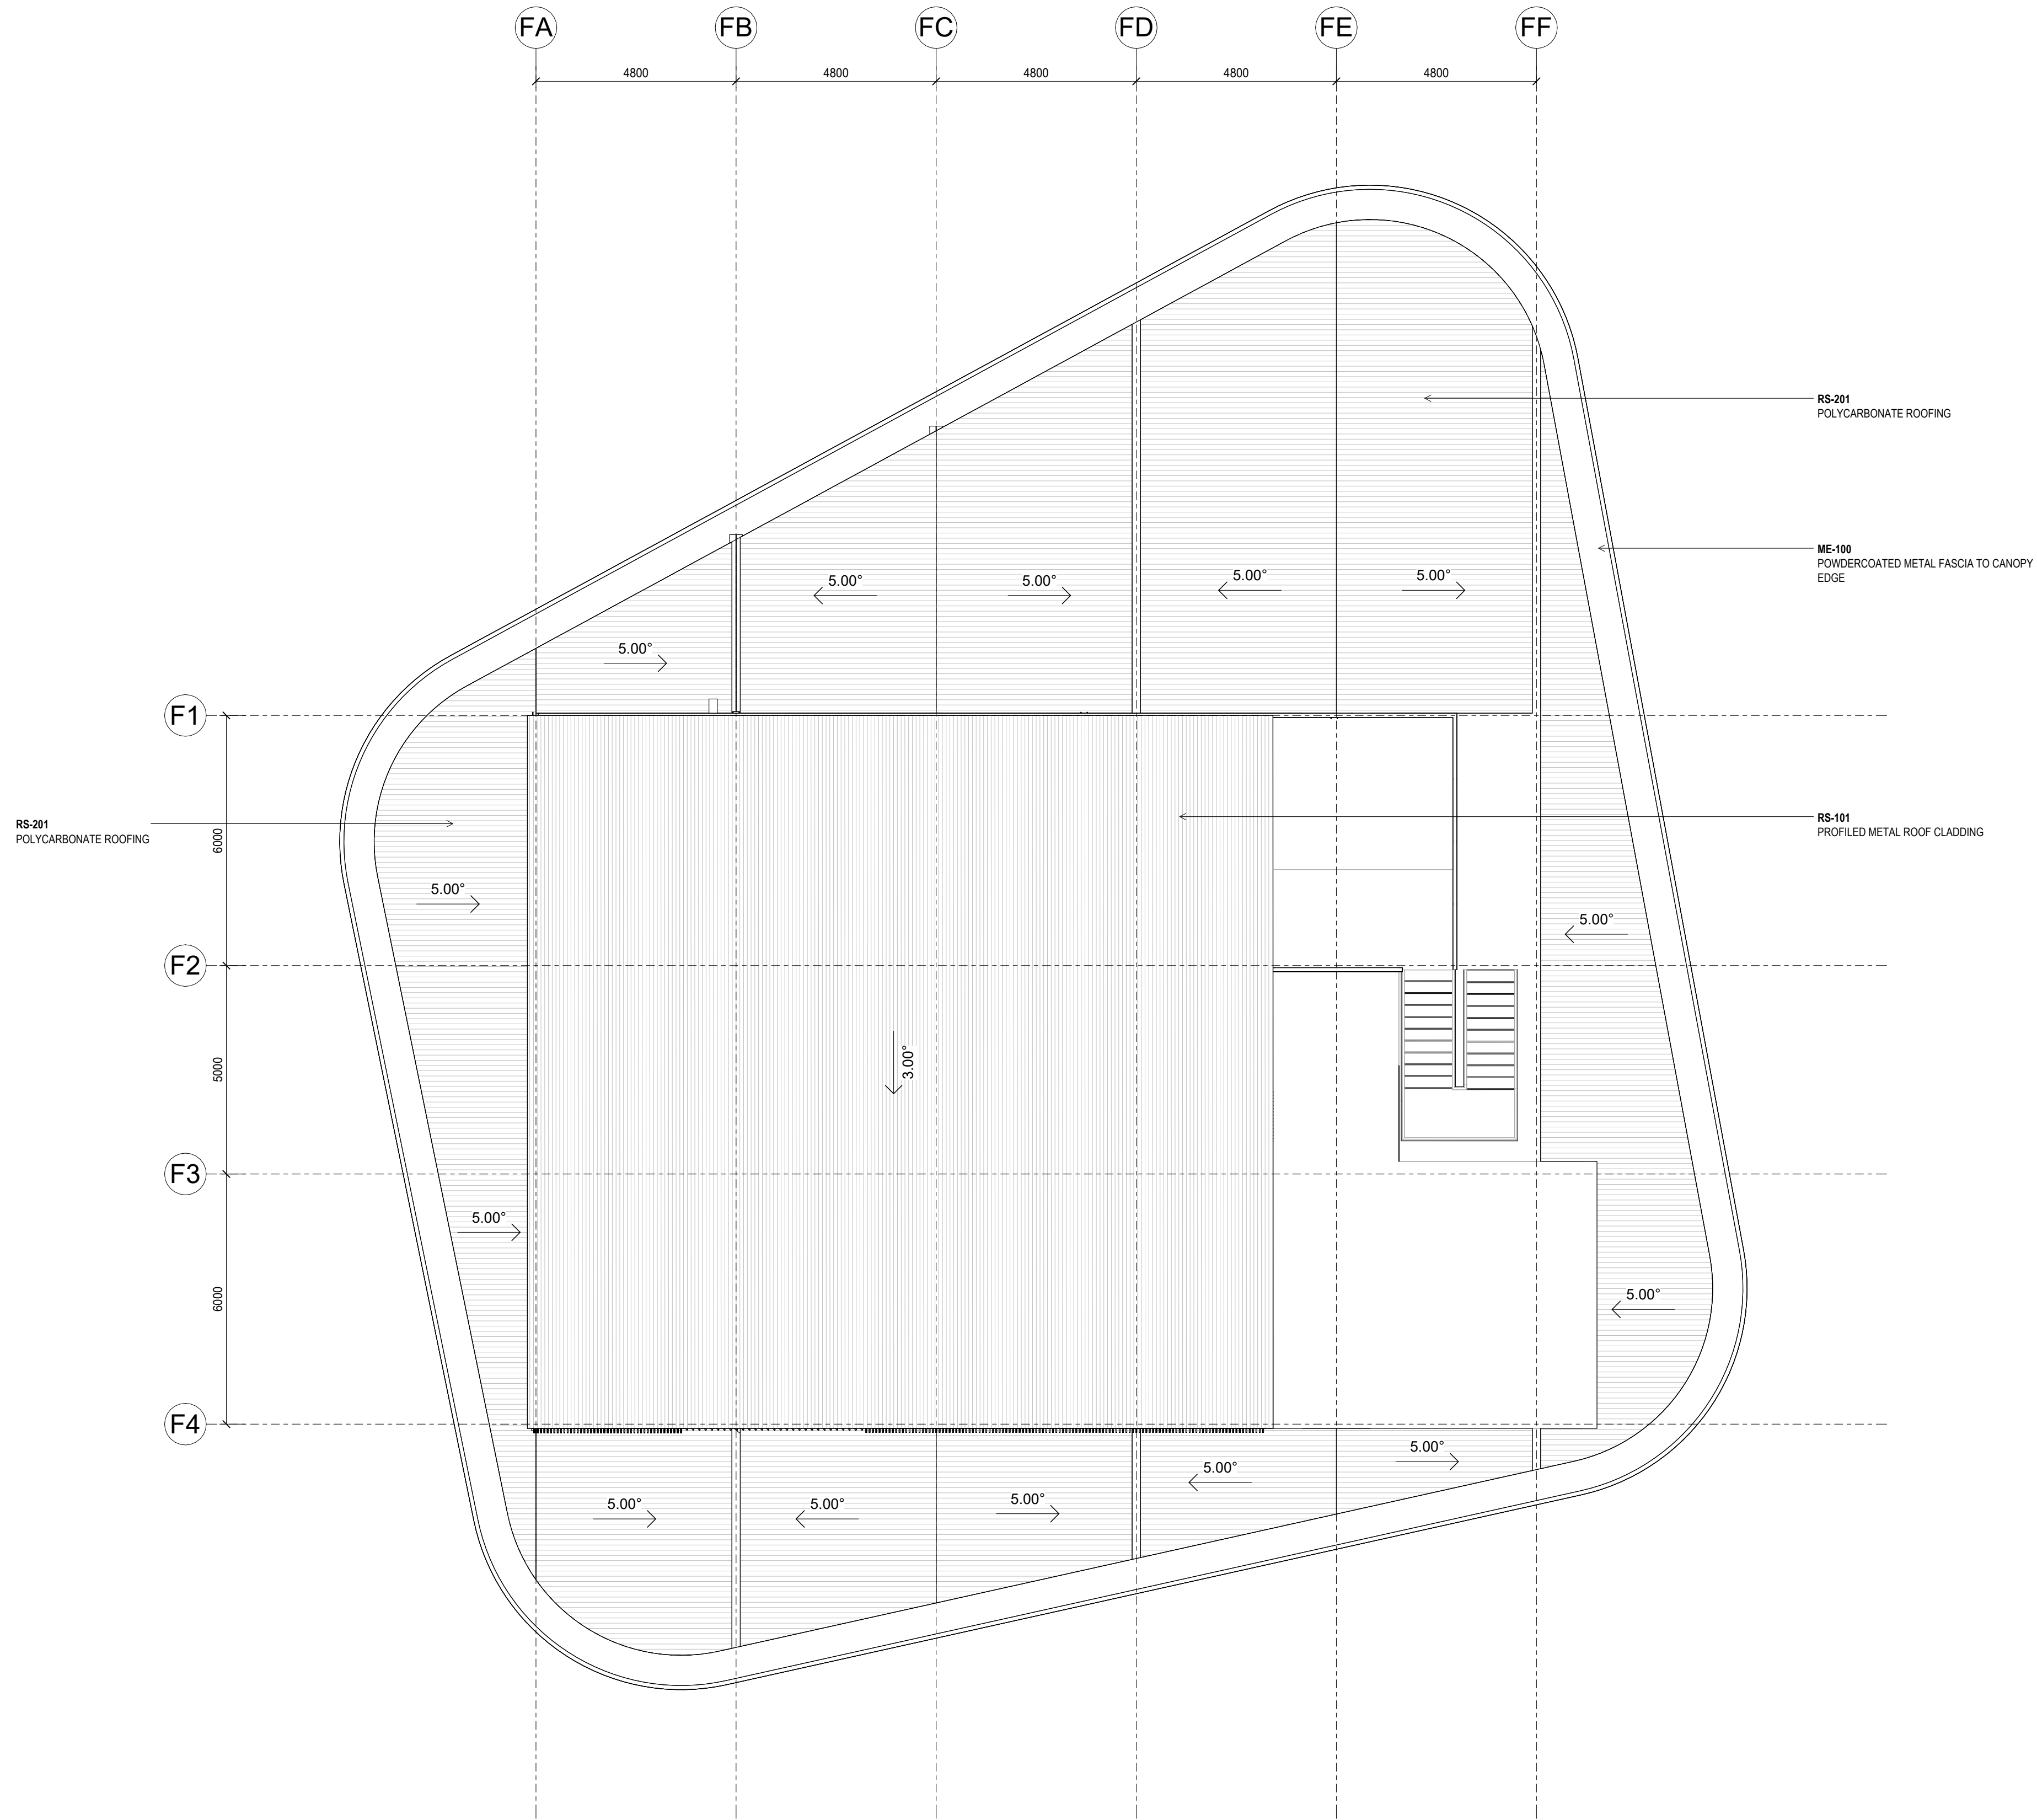 FA
FB
FC
FD
FE
FF
4800
4800
4800
4800
4800
RS-201
POLYCARBONATE ROOFING
ME-100
POWDERCOATED METAL FASCIA TO CANOPY
EDGE
5.00°
5.00°
5.00°
5.00°
5.00°
F1
RS-201
POLYCARBONATE ROOFING
6000
RS-101
PROFILED METAL ROOF CLADDING
5.00°
5.00°
F2
5000
3.00°
F3
5.00°
6000
5.00°
F4
5.00°
5.00°
5.00°
5.00°
5.00°